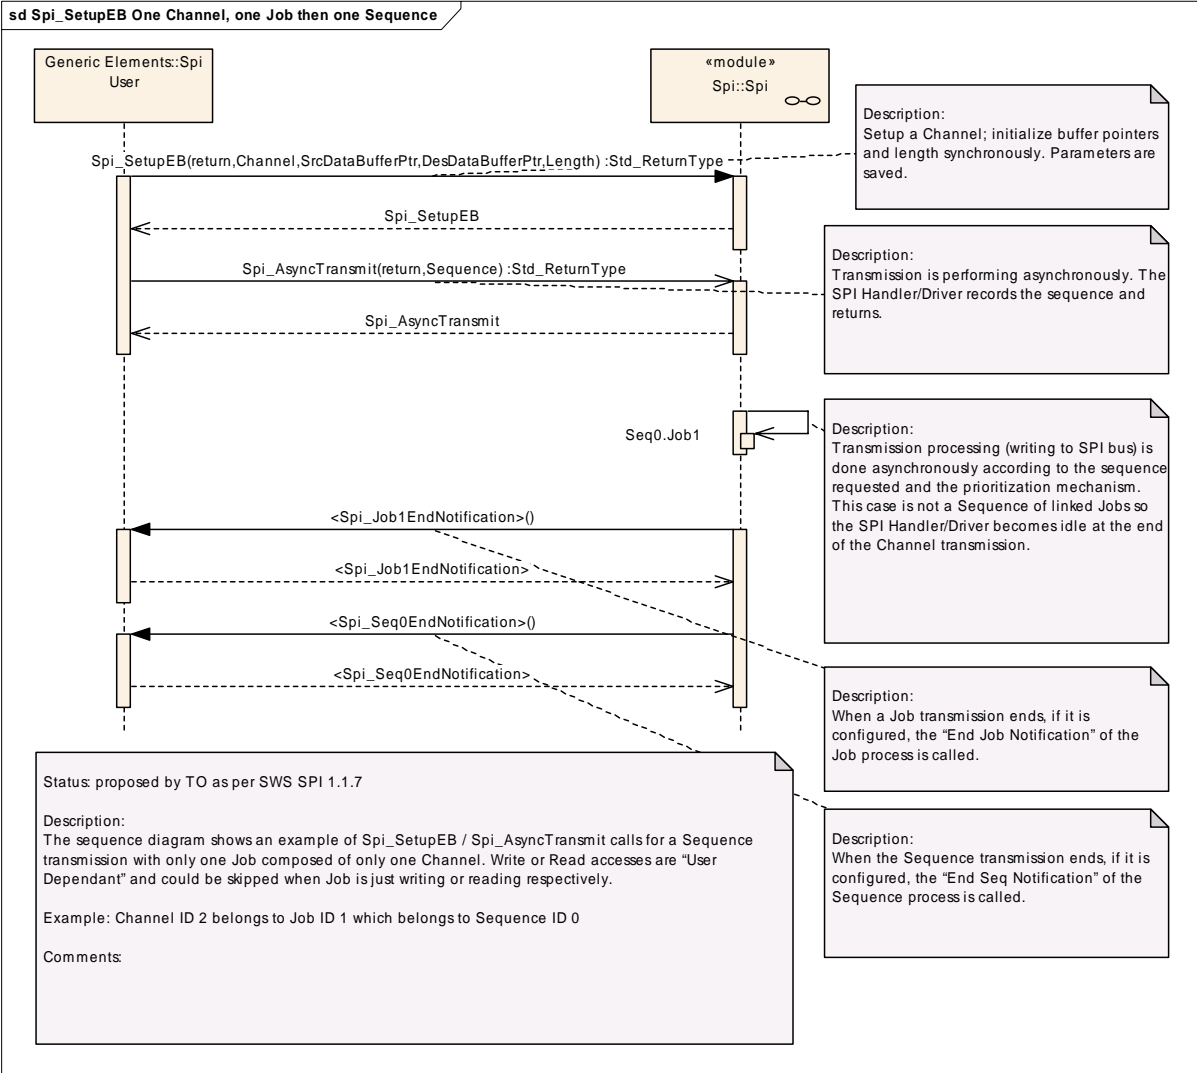 sd Spi_SetupEB One Channel, one Job then one Sequence
Generic Elements::Spi
User
«module»
Spi::Spi
Description:
Setup a Channel; initialize buffer pointers
and length synchronously. Parameters are
saved.
Spi_SetupEB(return,Channel,SrcDataBufferPtr,DesDataBufferPtr,Length) :Std_ReturnType
Spi_SetupEB
Description:
Transmission is performing asynchronously. The
SPI Handler/Driver records the sequence and
returns.
Spi_AsyncTransmit(return,Sequence) :Std_ReturnType
Spi_AsyncTransmit
Seq0.Job1
Description:
Transmission processing (writing to SPI bus) is
done asynchronously according to the sequence
requested and the prioritization mechanism.
This case is not a Sequence of linked Jobs so
the SPI Handler/Driver becomes idle at the end
of the Channel transmission.
<Spi_Job1EndNotification>()
<Spi_Job1EndNotification>
<Spi_Seq0EndNotification>()
<Spi_Seq0EndNotification>
Description:
When a Job transmission ends, if it is
configured, the “End Job Notification” of the
Job process is called.
Status: proposed by TO as per SWS SPI 1.1.7
Description:
The sequence diagram shows an example of Spi_SetupEB / Spi_AsyncTransmit calls for a Sequence
transmission with only one Job composed of only one Channel. Write or Read accesses are “User
Dependant” and could be skipped when Job is just writing or reading respectively.
Example: Channel ID 2 belongs to Job ID 1 which belongs to Sequence ID 0
Comments:
Description:
When the Sequence transmission ends, if it is
configured, the “End Seq Notification” of the
Sequence process is called.